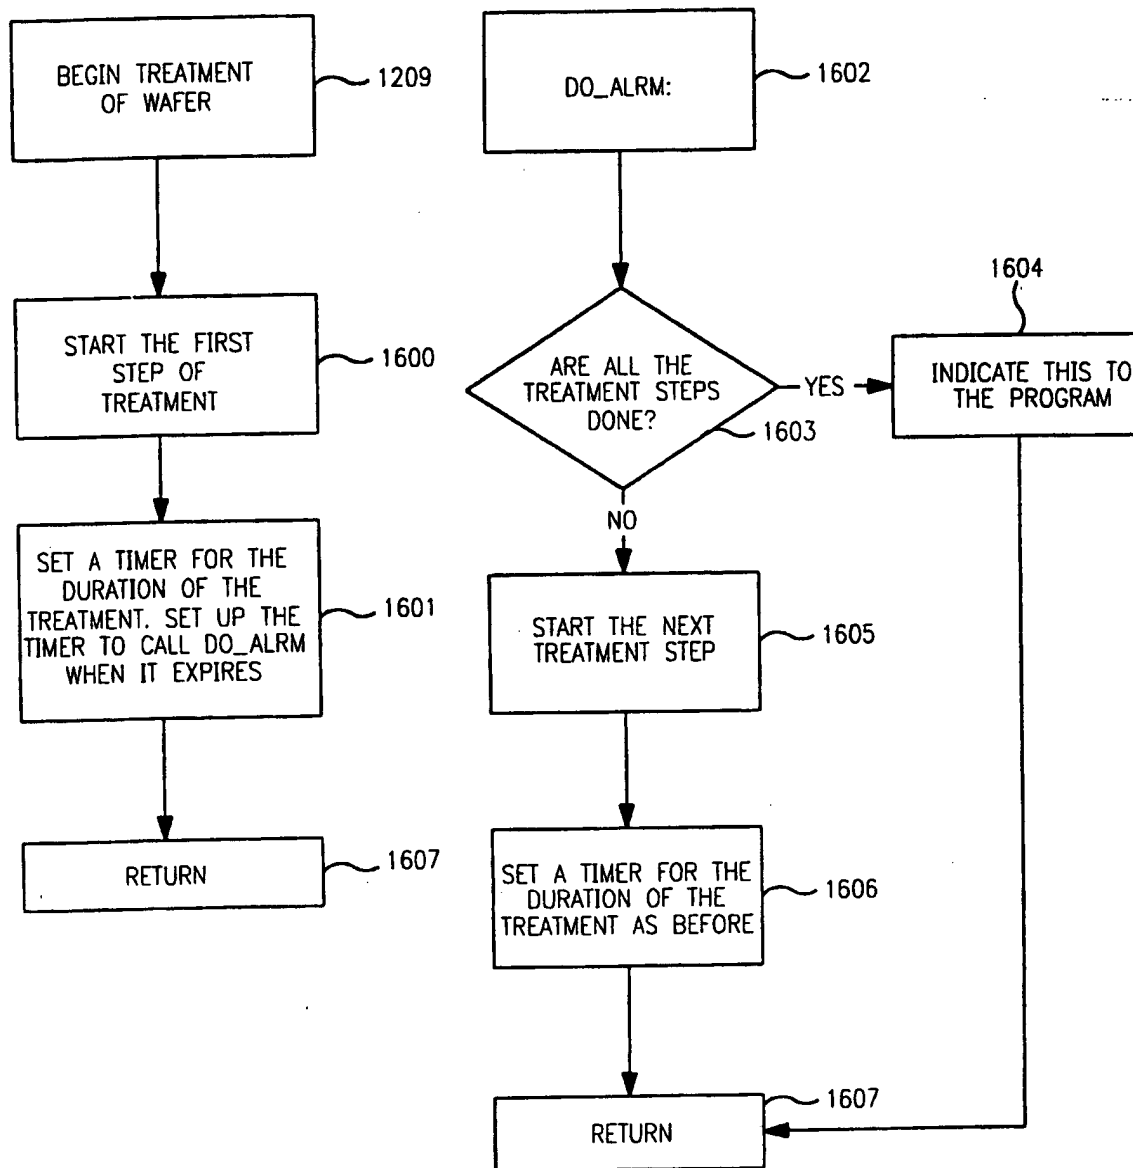 BEGIN TREATMENT
OF WAFER
1209
START THE FIRST
STEP OF
TREATMENT
1600
SET A TIMER FOR THE
DURATION OF THE
TREATMENT. SET UP THE
TIMER TO CALL DO_ALRM
WHEN IT EXPIRES
1601
RETURN
1607
DO_ALRM:
1602
ARE ALL THE
TREATMENT STEPS
DONE?
1603
YES
INDICATE THIS TO
THE PROGRAM
1604
NO
START THE NEXT
TREATMENT STEP
1605
SET A TIMER FOR THE
DURATION OF THE
TREATMENT AS BEFORE
1606
RETURN
1607